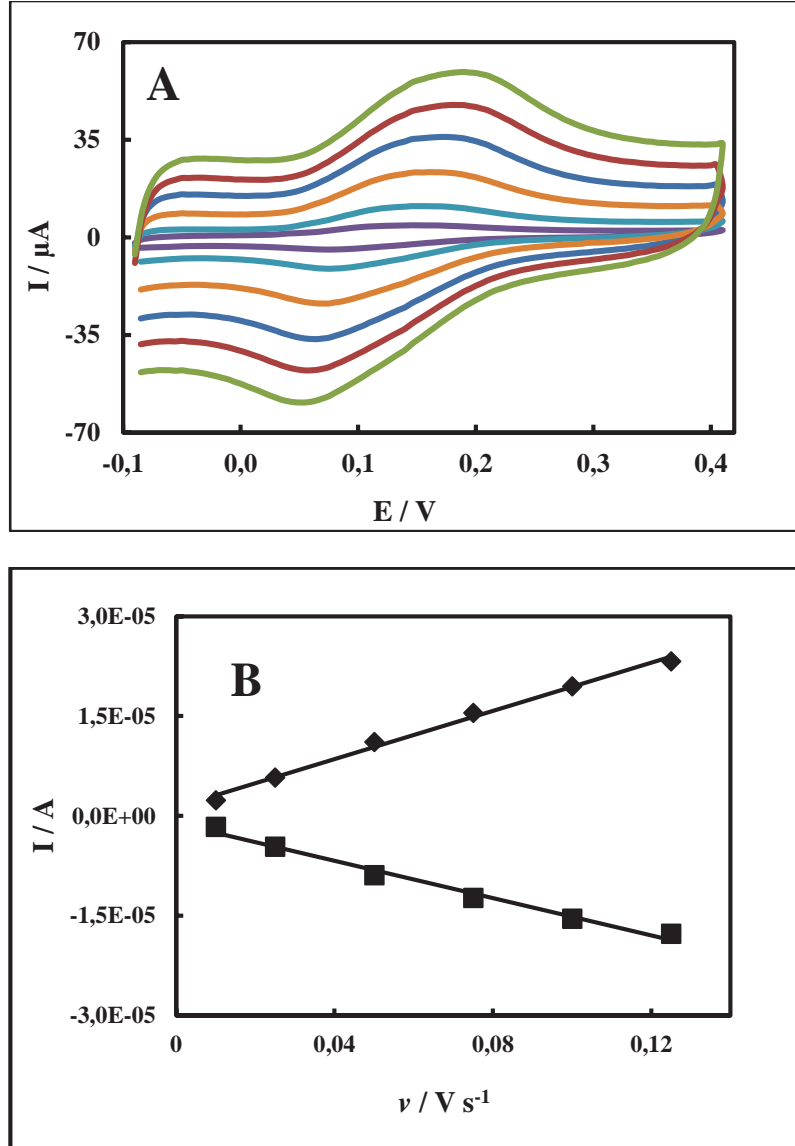 A
70
35
0
-35
-70
I / µA
-0,1 0,0 0,1 0,2 0,3 0,4
E / V
B
3,0E-05
1,5E-05
0,0E+00
-1,5E-05
-3,0E-05
I / A
0 0,04 0,08 0,12
ν / V s⁻¹